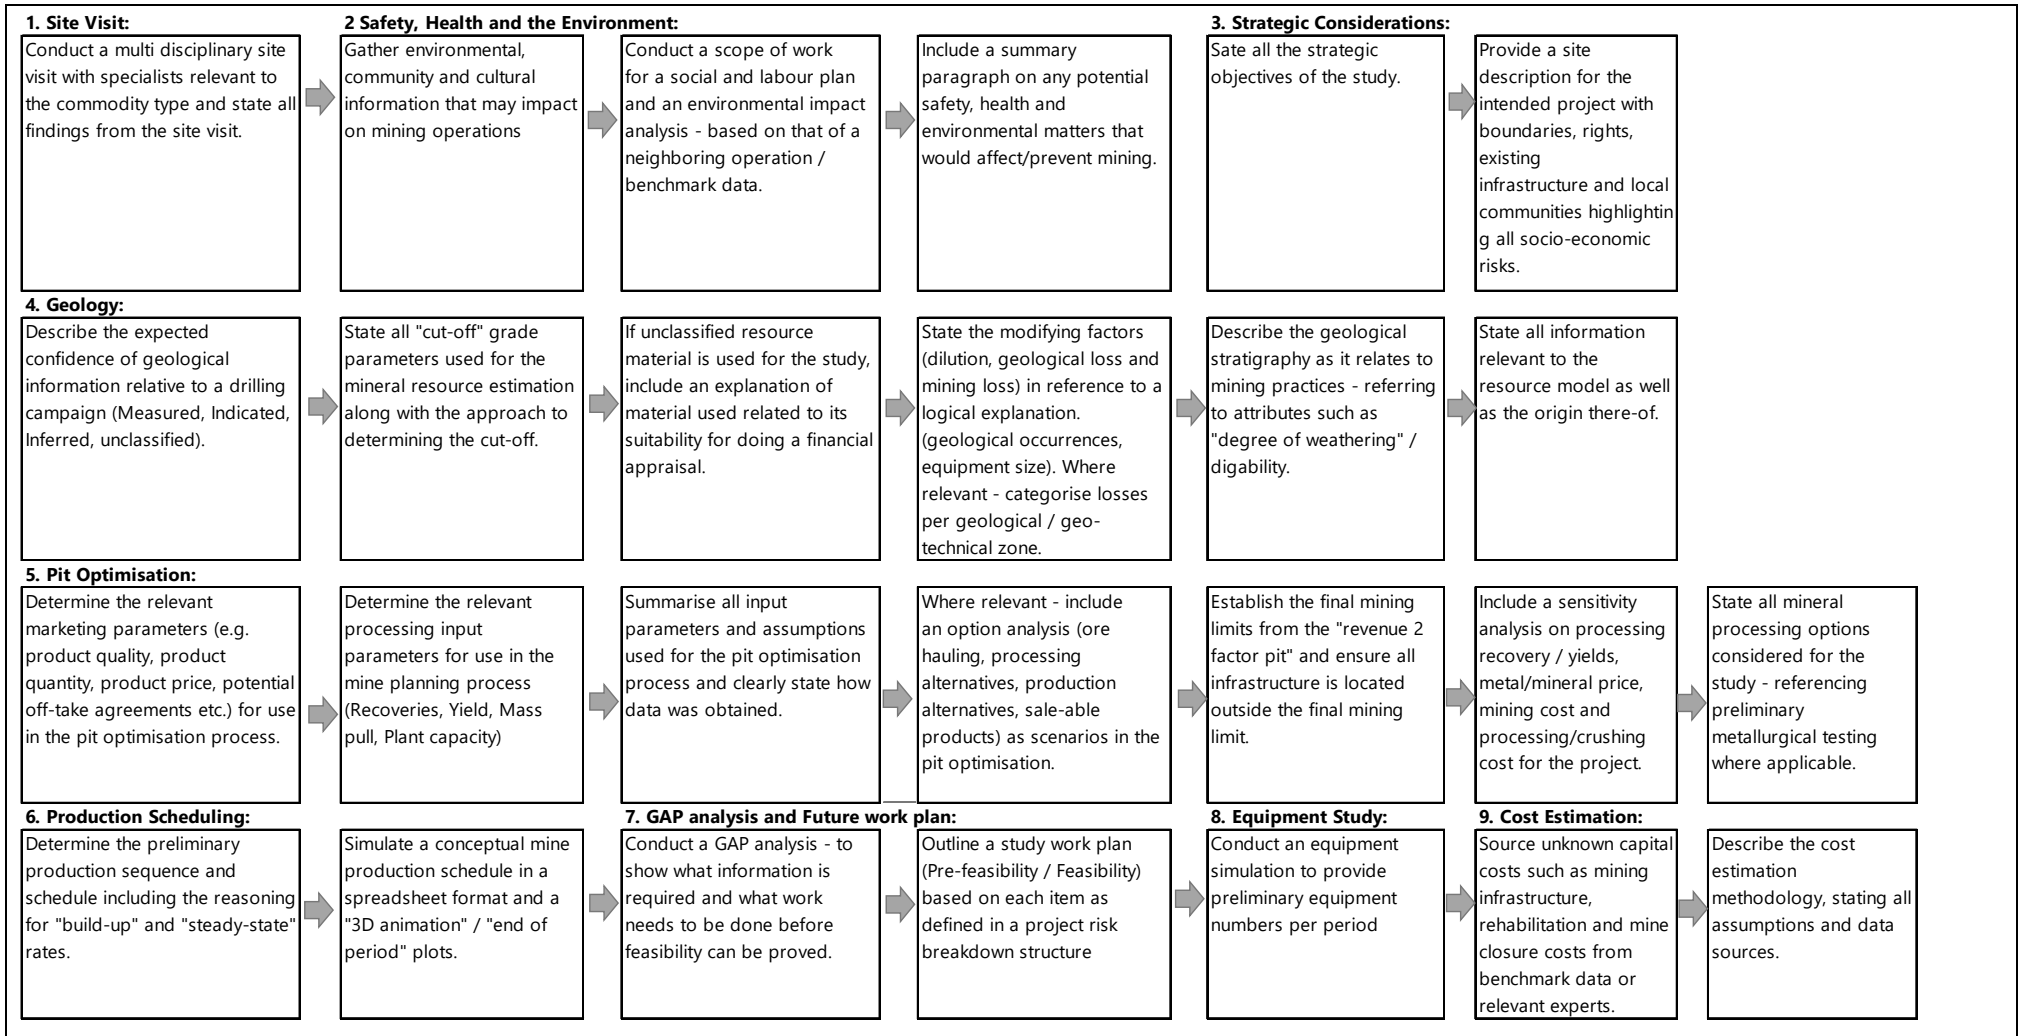 1. Site Visit:
Conduct a multi disciplinary site
visit with specialists relevant to
the commodity type and state all
findings from the site visit.
2 Safety, Health and the Environment:
Gather environmental,
community and cultural
information that may impact
on mining operations
Conduct a scope of work
for a social and labour plan
and an environmental impact
analysis - based on that of a
neighboring operation /
benchmark data.
Include a summary
paragraph on any potential
safety, health and
environmental matters that
would affect/prevent mining.
3. Strategic Considerations:
Sate all the strategic
objectives of the study.
Provide a site
description for the
intended project with
boundaries, rights,
existing
infrastructure and local
communities highlightin
g all socio-economic
risks.
4. Geology:
Describe the expected
confidence of geological
information relative to a drilling
campaign (Measured, Indicated,
Inferred, unclassified).
State all "cut-off" grade
parameters used for the
mineral resource estimation
along with the approach to
determining the cut-off.
If unclassified resource
material is used for the study,
include an explanation of
material used related to its
suitability for doing a financial
appraisal.
State the modifying factors
(dilution, geological loss and
mining loss) in reference to a
logical explanation.
(geological occurrences,
equipment size). Where
relevant - categorise losses
per geological / geo-
technical zone.
Describe the geological
stratigraphy as it relates to
mining practices - referring
to attributes such as
"degree of weathering" /
digability.
State all information
relevant to the
resource model as well
as the origin there-of.
5. Pit Optimisation:
Determine the relevant
marketing parameters (e.g.
product quality, product
quantity, product price, potential
off-take agreements etc.) for use
in the pit optimisation process.
Determine the relevant
processing input
parameters for use in the
mine planning process
(Recoveries, Yield, Mass
pull, Plant capacity)
Summarise all input
parameters and assumptions
used for the pit optimisation
process and clearly state how
data was obtained.
Where relevant - include
an option analysis (ore
hauling, processing
alternatives, production
alternatives, sale-able
products) as scenarios in the
pit optimisation.
Establish the final mining
limits from the "revenue 2
factor pit" and ensure all
infrastructure is located
outside the final mining
limit.
Include a sensitivity
analysis on processing
recovery / yields,
metal/mineral price,
mining cost and
processing/crushing
cost for the project.
State all mineral
processing options
considered for the
study - referencing
preliminary
metallurgical testing
where applicable.
6. Production Scheduling:
Determine the preliminary
production sequence and
schedule including the reasoning
for "build-up" and "steady-state"
rates.
Simulate a conceptual mine
production schedule in a
spreadsheet format and a
"3D animation" / "end of
period" plots.
7. GAP analysis and Future work plan:
Conduct a GAP analysis - to
show what information is
required and what work
needs to be done before
feasibility can be proved.
Outline a study work plan
(Pre-feasibility / Feasibility)
based on each item as
defined in a project risk
breakdown structure
8. Equipment Study:
Conduct an equipment
simulation to provide
preliminary equipment
numbers per period
9. Cost Estimation:
Source unknown capital
costs such as mining
infrastructure,
rehabilitation and mine
closure costs from
benchmark data or
relevant experts.
Describe the cost
estimation
methodology, stating all
assumptions and data
sources.